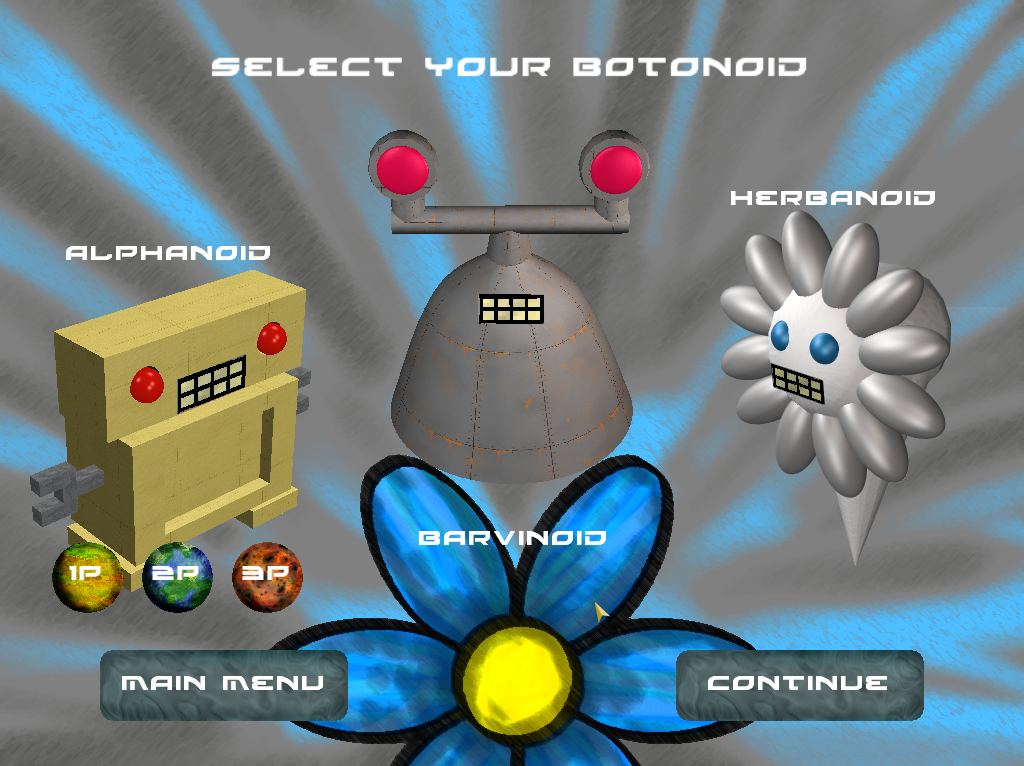 SELECT YOUR BOTONOID
HERBANOID
ALPHANOID
BARVINOID
1P 2P 3P
MAIN MENU
CONTINUE